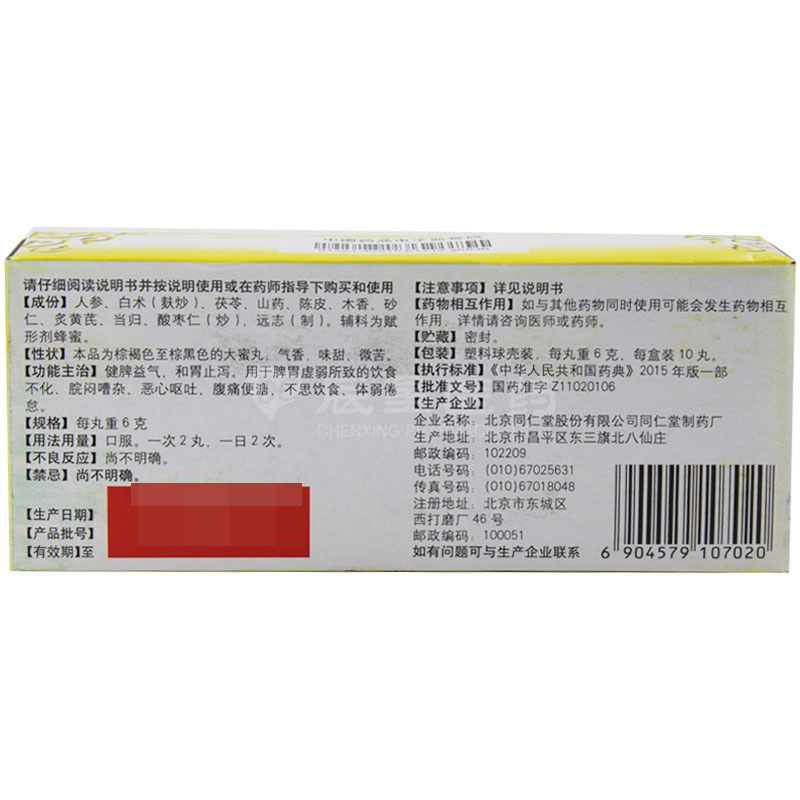 请仔细阅读说明书并按说明使用或在药师指导下购买和使用
【成份】人参、白术(麸炒)、茯苓、山药、陈皮、木香、砂
仁、炙黄芪、当归、酸枣仁(炒)、远志(制)。辅料为赋
形剂蜂蜜。
【性状】本品为棕褐色至棕黑色的大蜜丸,气香,味甜、微苦。
【功能主治】健脾益气,和胃止泻。用于脾胃虚弱所致的饮食
不化、脘闷嘈杂、恶心呕吐、腹痛便溏、不思饮食、体弱倦
怠。
【规格】每丸重6克
【用法用量】口服。一次2丸,一日2次。
【不良反应】尚不明确。
【禁忌】尚不明确。
【生产日期】
【产品批号】
【有效期】至
【注意事项】详见说明书
【药物相互作用】如与其他药物同时使用可能会发生药物相互
作用,详情请咨询医师或药师。
【贮藏】密封。
【包装】塑料球壳装,每丸重6克,每盒装10丸。
【执行标准】《中华人民共和国药典》2015年版一部
【批准文号】国药准字Z11020106
【生产企业】
企业名称:北京同仁堂股份有限公司同仁堂制药厂
生产地址:北京市昌平区东三旗北八仙庄
邮政编码:102209
电话号码:(010)67025631
传真号码:(010)67018048
注册地址:北京市东城区
西打磨厂46号
邮政编码:100051
如有问题可与生产企业联系
6 904579 107020